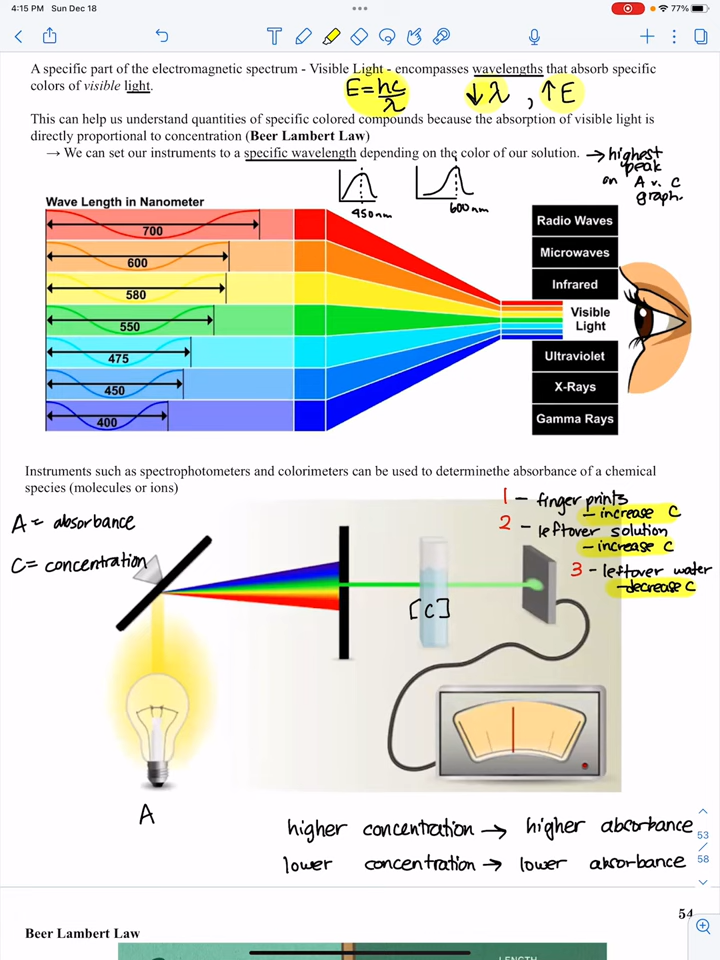 4:15 PM Sun Dec 18
77%
A specific part of the electromagnetic spectrum - Visible Light - encompasses wavelengths that absorb specific
colors of visible light.
E = hc/λ
↓ λ , ↑ E
This can help us understand quantities of specific colored compounds because the absorption of visible light is
directly proportional to concentration (Beer Lambert Law)
→ We can set our instruments to a specific wavelength depending on the color of our solution.
→ highest
peak
on A v. C
graph.
450nm
600nm
Wave Length in Nanometer
700
600
580
550
475
450
400
Radio Waves
Microwaves
Infrared
Visible
Light
Ultraviolet
X-Rays
Gamma Rays
Instruments such as spectrophotometers and colorimeters can be used to determinethe absorbance of a chemical
species (molecules or ions)
A = absorbance
C = concentration
1 - finger prints
- increase C
2 - leftover solution
- increase C
3 - leftover water
- decrease C
[C]
A
higher concentration → higher absorbance
lower concentration → lower absorbance
53
/
58
54
Beer Lambert Law
LENGTH